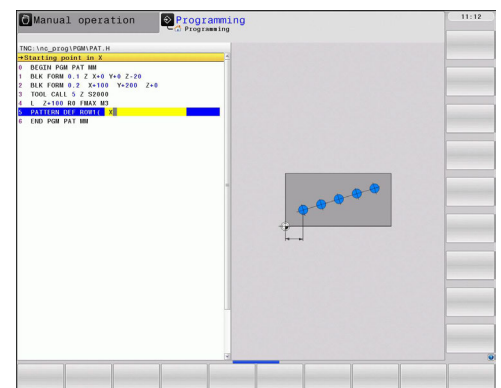 Manual operation
Programming
Programming
11:12
TNC:\nc_prog\PGM\PAT.H
→Starting point in X
0 BEGIN PGM PAT MM
1 BLK FORM 0.1 Z X+0 Y+0 Z-20
2 BLK FORM 0.2 X+100 Y+200 Z+0
3 TOOL CALL 5 Z S2000
4 L Z+100 R0 FMAX M3
5 PATTERN DEF ROW1( X
6 END PGM PAT MM